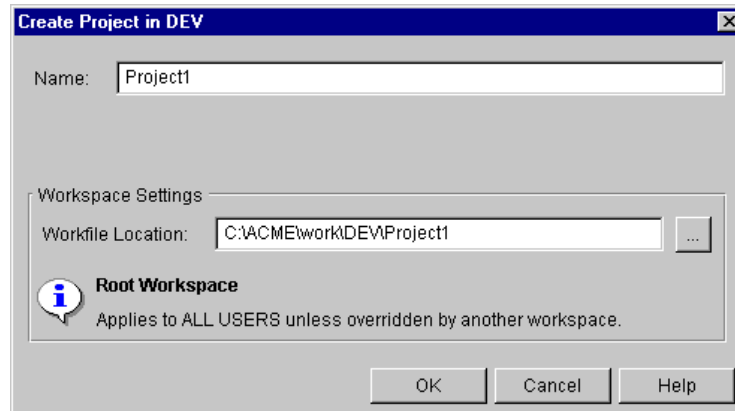 Create Project in DEV
Name: Project1
Workspace Settings
Workfile Location: C:\ACME\work\DEV\Project1 ...
Root Workspace
Applies to ALL USERS unless overridden by another workspace.
OK Cancel Help